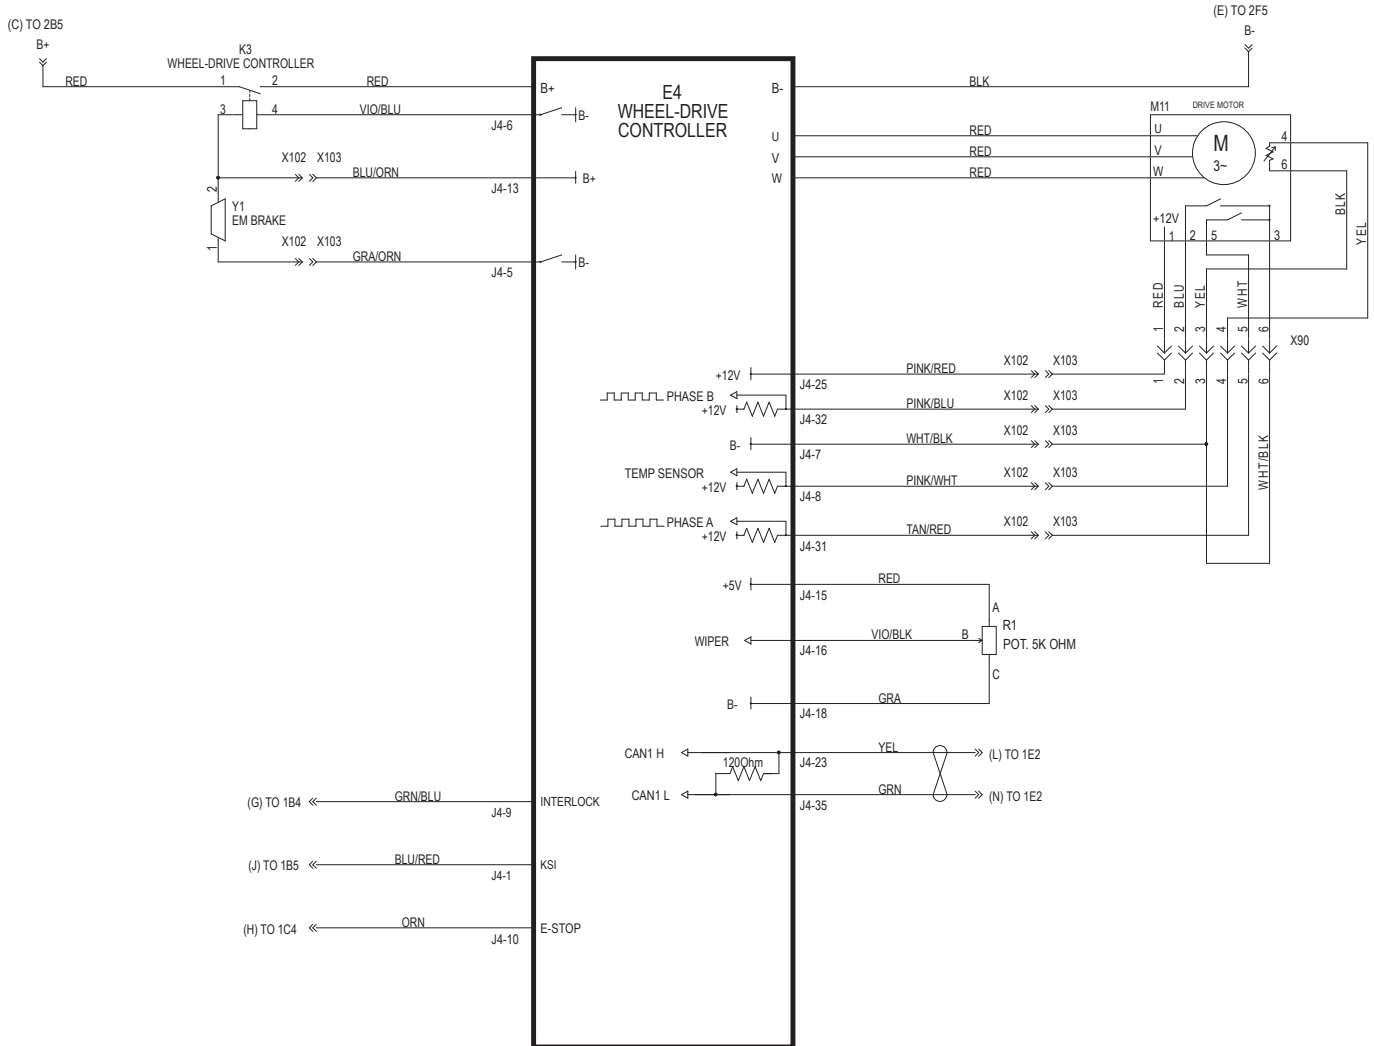 (C) TO 2B5
B+
(E) TO 2F5
B-
K3
WHEEL-DRIVE CONTROLLER
RED
1
2
RED
B+
3
4
VIO/BLU
J4-6
B-
X102 X103
BLU/ORN
J4-13
B+
2
Y1
EM BRAKE
1
X102 X103
GRA/ORN
J4-5
B-
E4
WHEEL-DRIVE
CONTROLLER
B-
BLK
U
RED
V
RED
W
RED
M11
DRIVE MOTOR
U
V
W
M
3~
4
6
+12V
1
2
5
3
BLK
YEL
RED
BLU
YEL
WHT
1
2
3
4
5
6
X90
1
2
3
4
5
6
WHT/BLK
+12V
J4-25
PINK/RED
X102
X103
PHASE B
+12V
J4-32
PINK/BLU
X102
X103
B-
J4-7
WHT/BLK
X102
X103
TEMP SENSOR
+12V
J4-8
PINK/WHT
X102
X103
PHASE A
+12V
J4-31
TAN/RED
X102
X103
+5V
J4-15
RED
A
R1
POT. 5K OHM
WIPER
J4-16
VIO/BLK
B
C
B-
J4-18
GRA
CAN1 H
120Ohm
J4-23
YEL
(L) TO 1E2
CAN1 L
J4-35
GRN
(N) TO 1E2
(G) TO 1B4
GRN/BLU
J4-9
INTERLOCK
(J) TO 1B5
BLU/RED
J4-1
KSI
(H) TO 1C4
ORN
J4-10
E-STOP